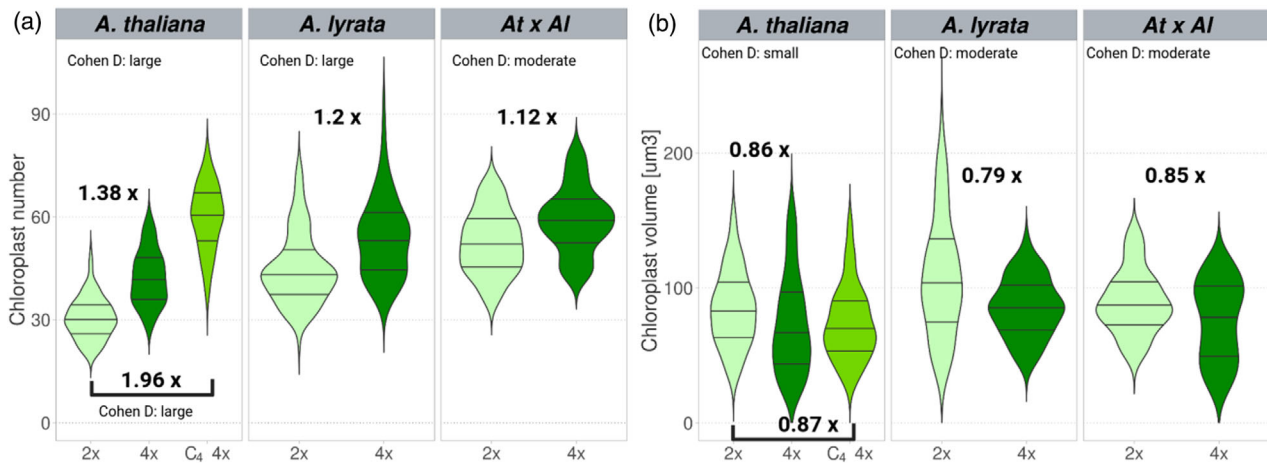 (a)
A. thaliana
A. lyrata
At x Al
Cohen D: large
Cohen D: large
Cohen D: moderate
Chloroplast number
90
60
30
0
1.38 x
1.2 x
1.12 x
1.96 x
Cohen D: large
2x
4x
C₄ 4x
2x
4x
2x
4x
(b)
A. thaliana
A. lyrata
At x Al
Cohen D: small
Cohen D: moderate
Cohen D: moderate
Chloroplast volume [um3]
200
100
0
0.86 x
0.79 x
0.85 x
0.87 x
2x
4x
C₄ 4x
2x
4x
2x
4x